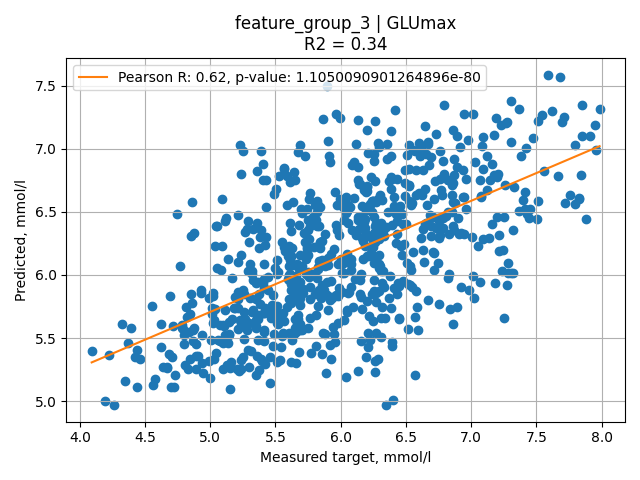 feature_group_3 | GLUmax
R2 = 0.34
Pearson R: 0.62, p-value: 1.1050090901264896e-80
7.5
7.0
6.5
6.0
5.5
5.0
Predicted, mmol/l
4.0 4.5 5.0 5.5 6.0 6.5 7.0 7.5 8.0
Measured target, mmol/l